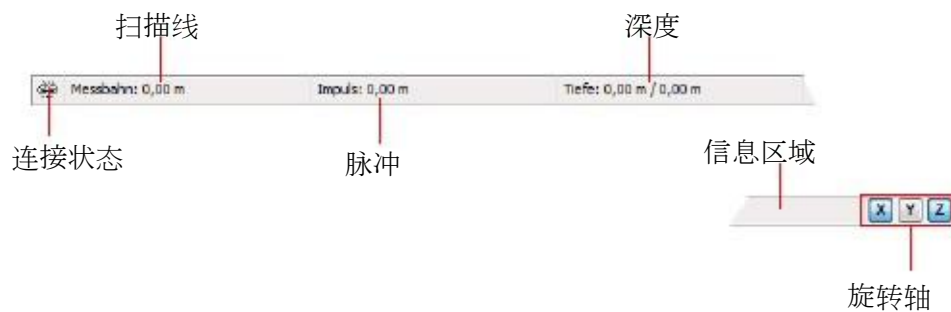 扫描线
深度
Messbahn: 0,00 m
Impuls: 0,00 m
Tiefe: 0,00 m / 0,00 m
连接状态
脉冲
信息区域
X Y Z
旋转轴